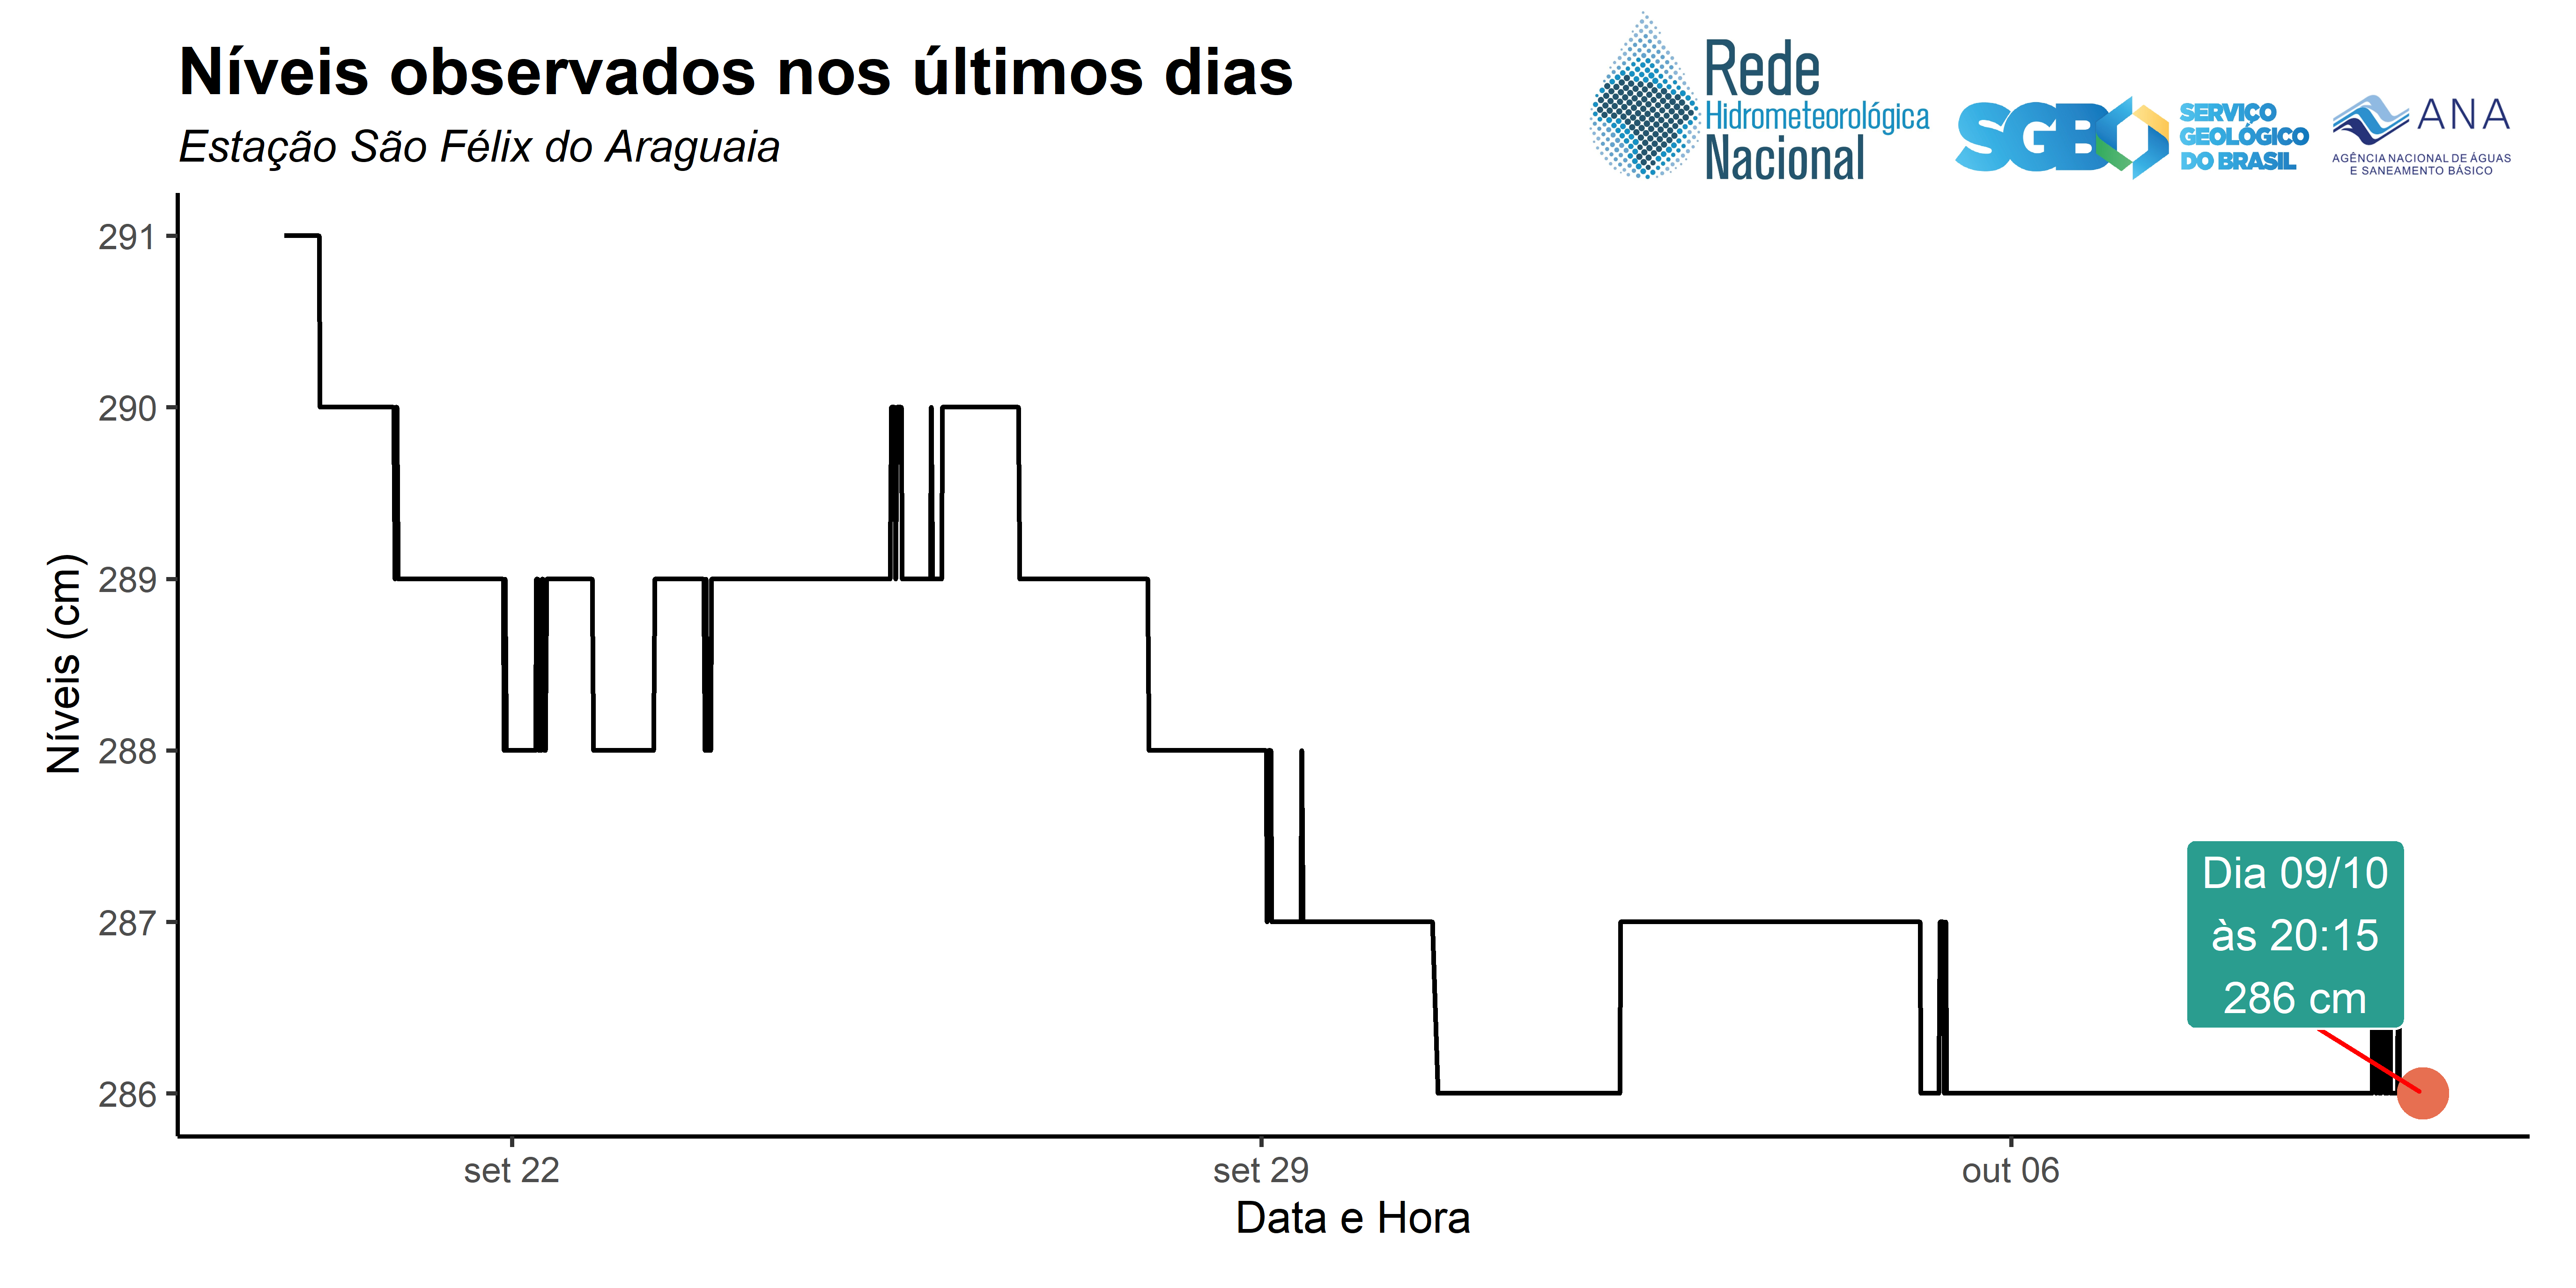 Níveis observados nos últimos dias
Estação São Félix do Araguaia
Rede
Hidrometeorológica
Nacional
SGB
SERVIÇO
GEOLÓGICO
DO BRASIL
ANA
AGÊNCIA NACIONAL DE ÁGUAS
E SANEAMENTO BÁSICO
Níveis (cm)
291
290
289
288
287
286
Dia 09/10
às 20:15
286 cm
set 22
set 29
out 06
Data e Hora